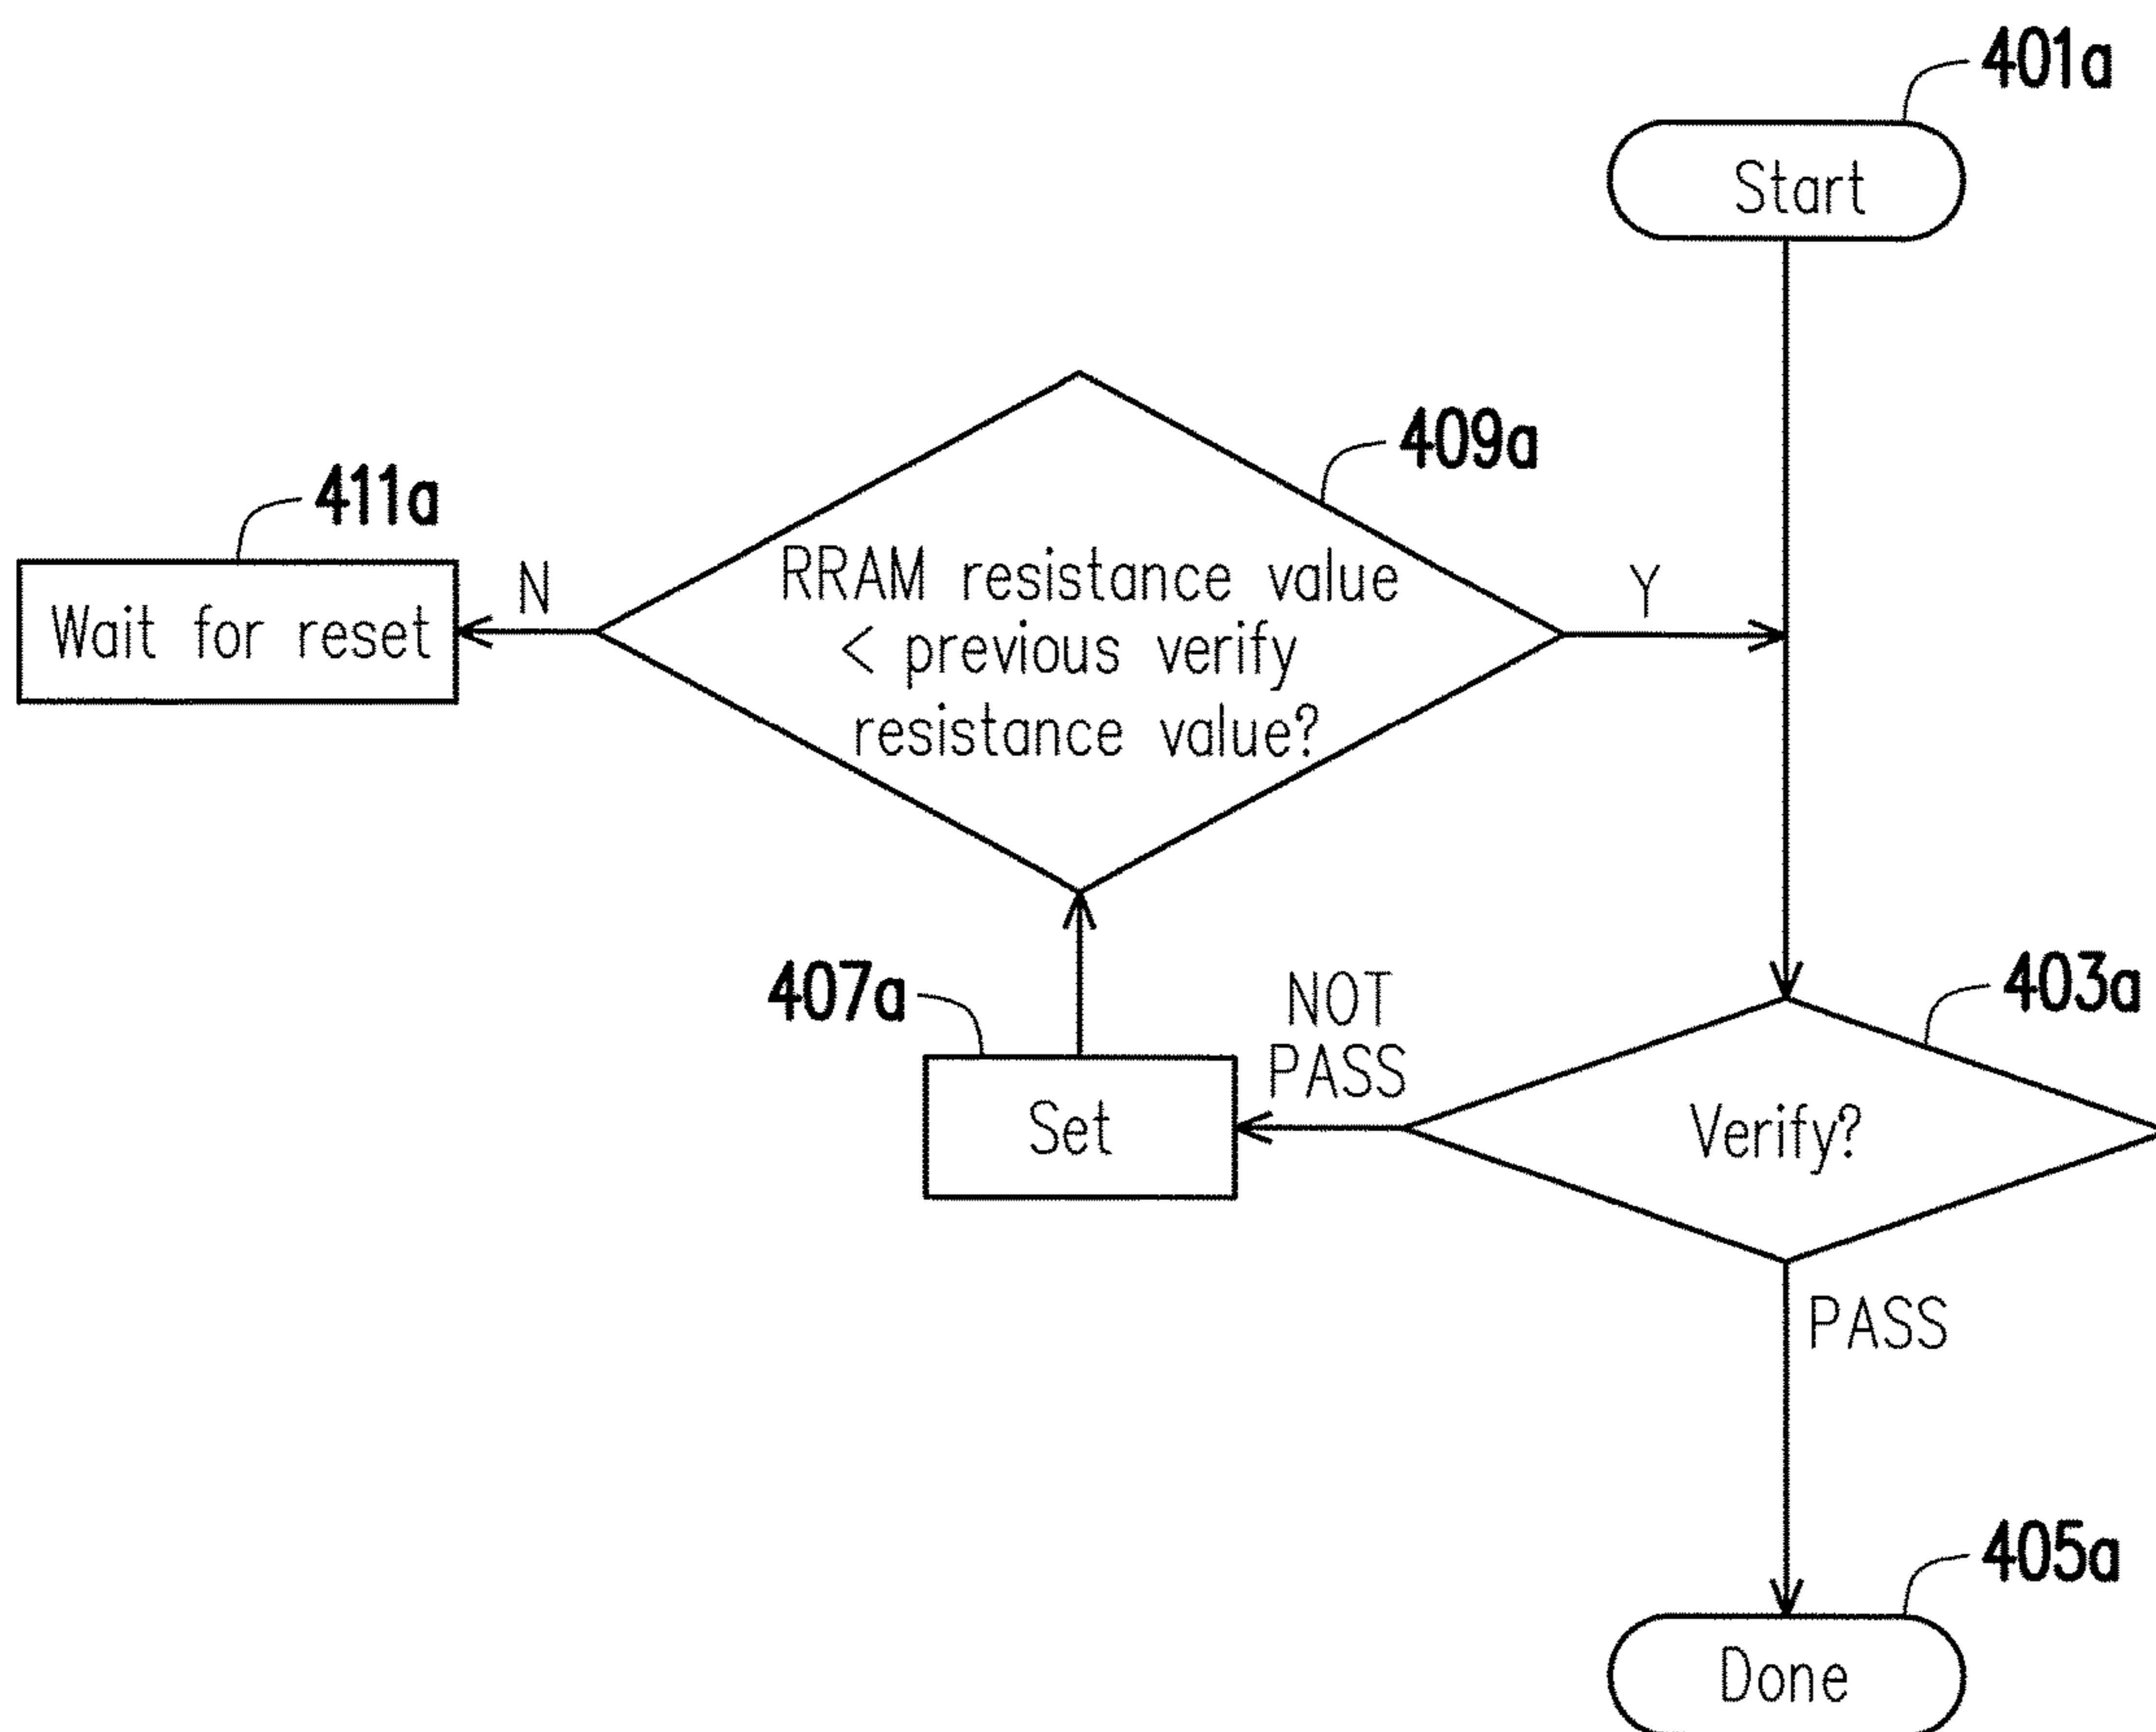 401a
Start
409a
411a
RRAM resistance value
< previous verify
resistance value?
N
Y
Wait for reset
403a
407a
NOT
PASS
Set
Verify?
PASS
405a
Done